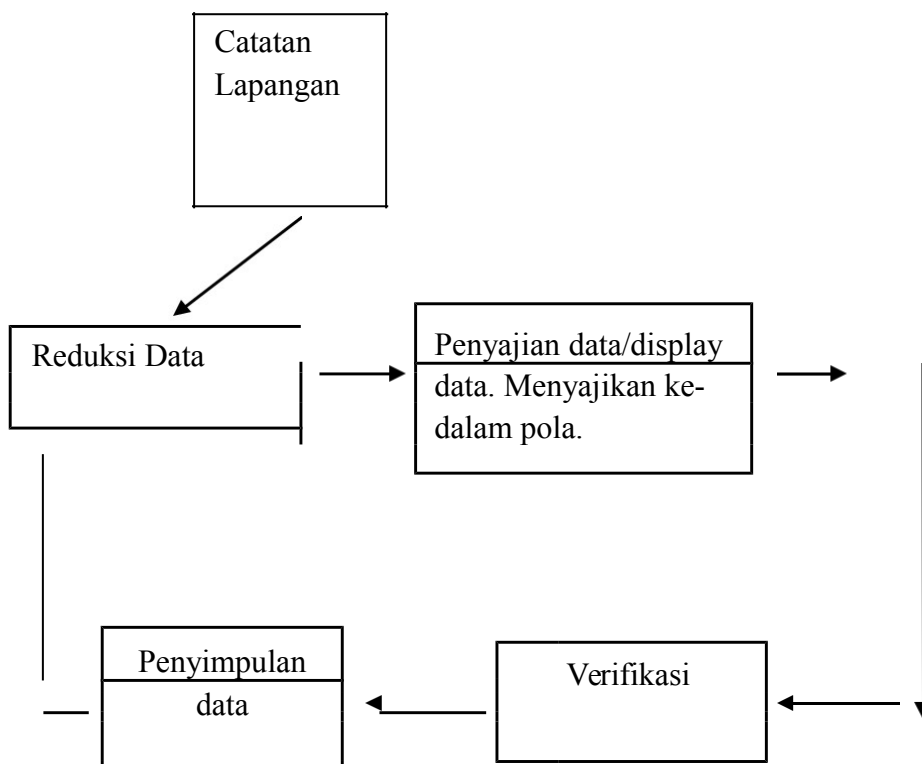 Catatan
Lapangan
Reduksi Data
Penyajian data/display
data. Menyajikan ke-
dalam pola.
Penyimpulan
data
Verifikasi